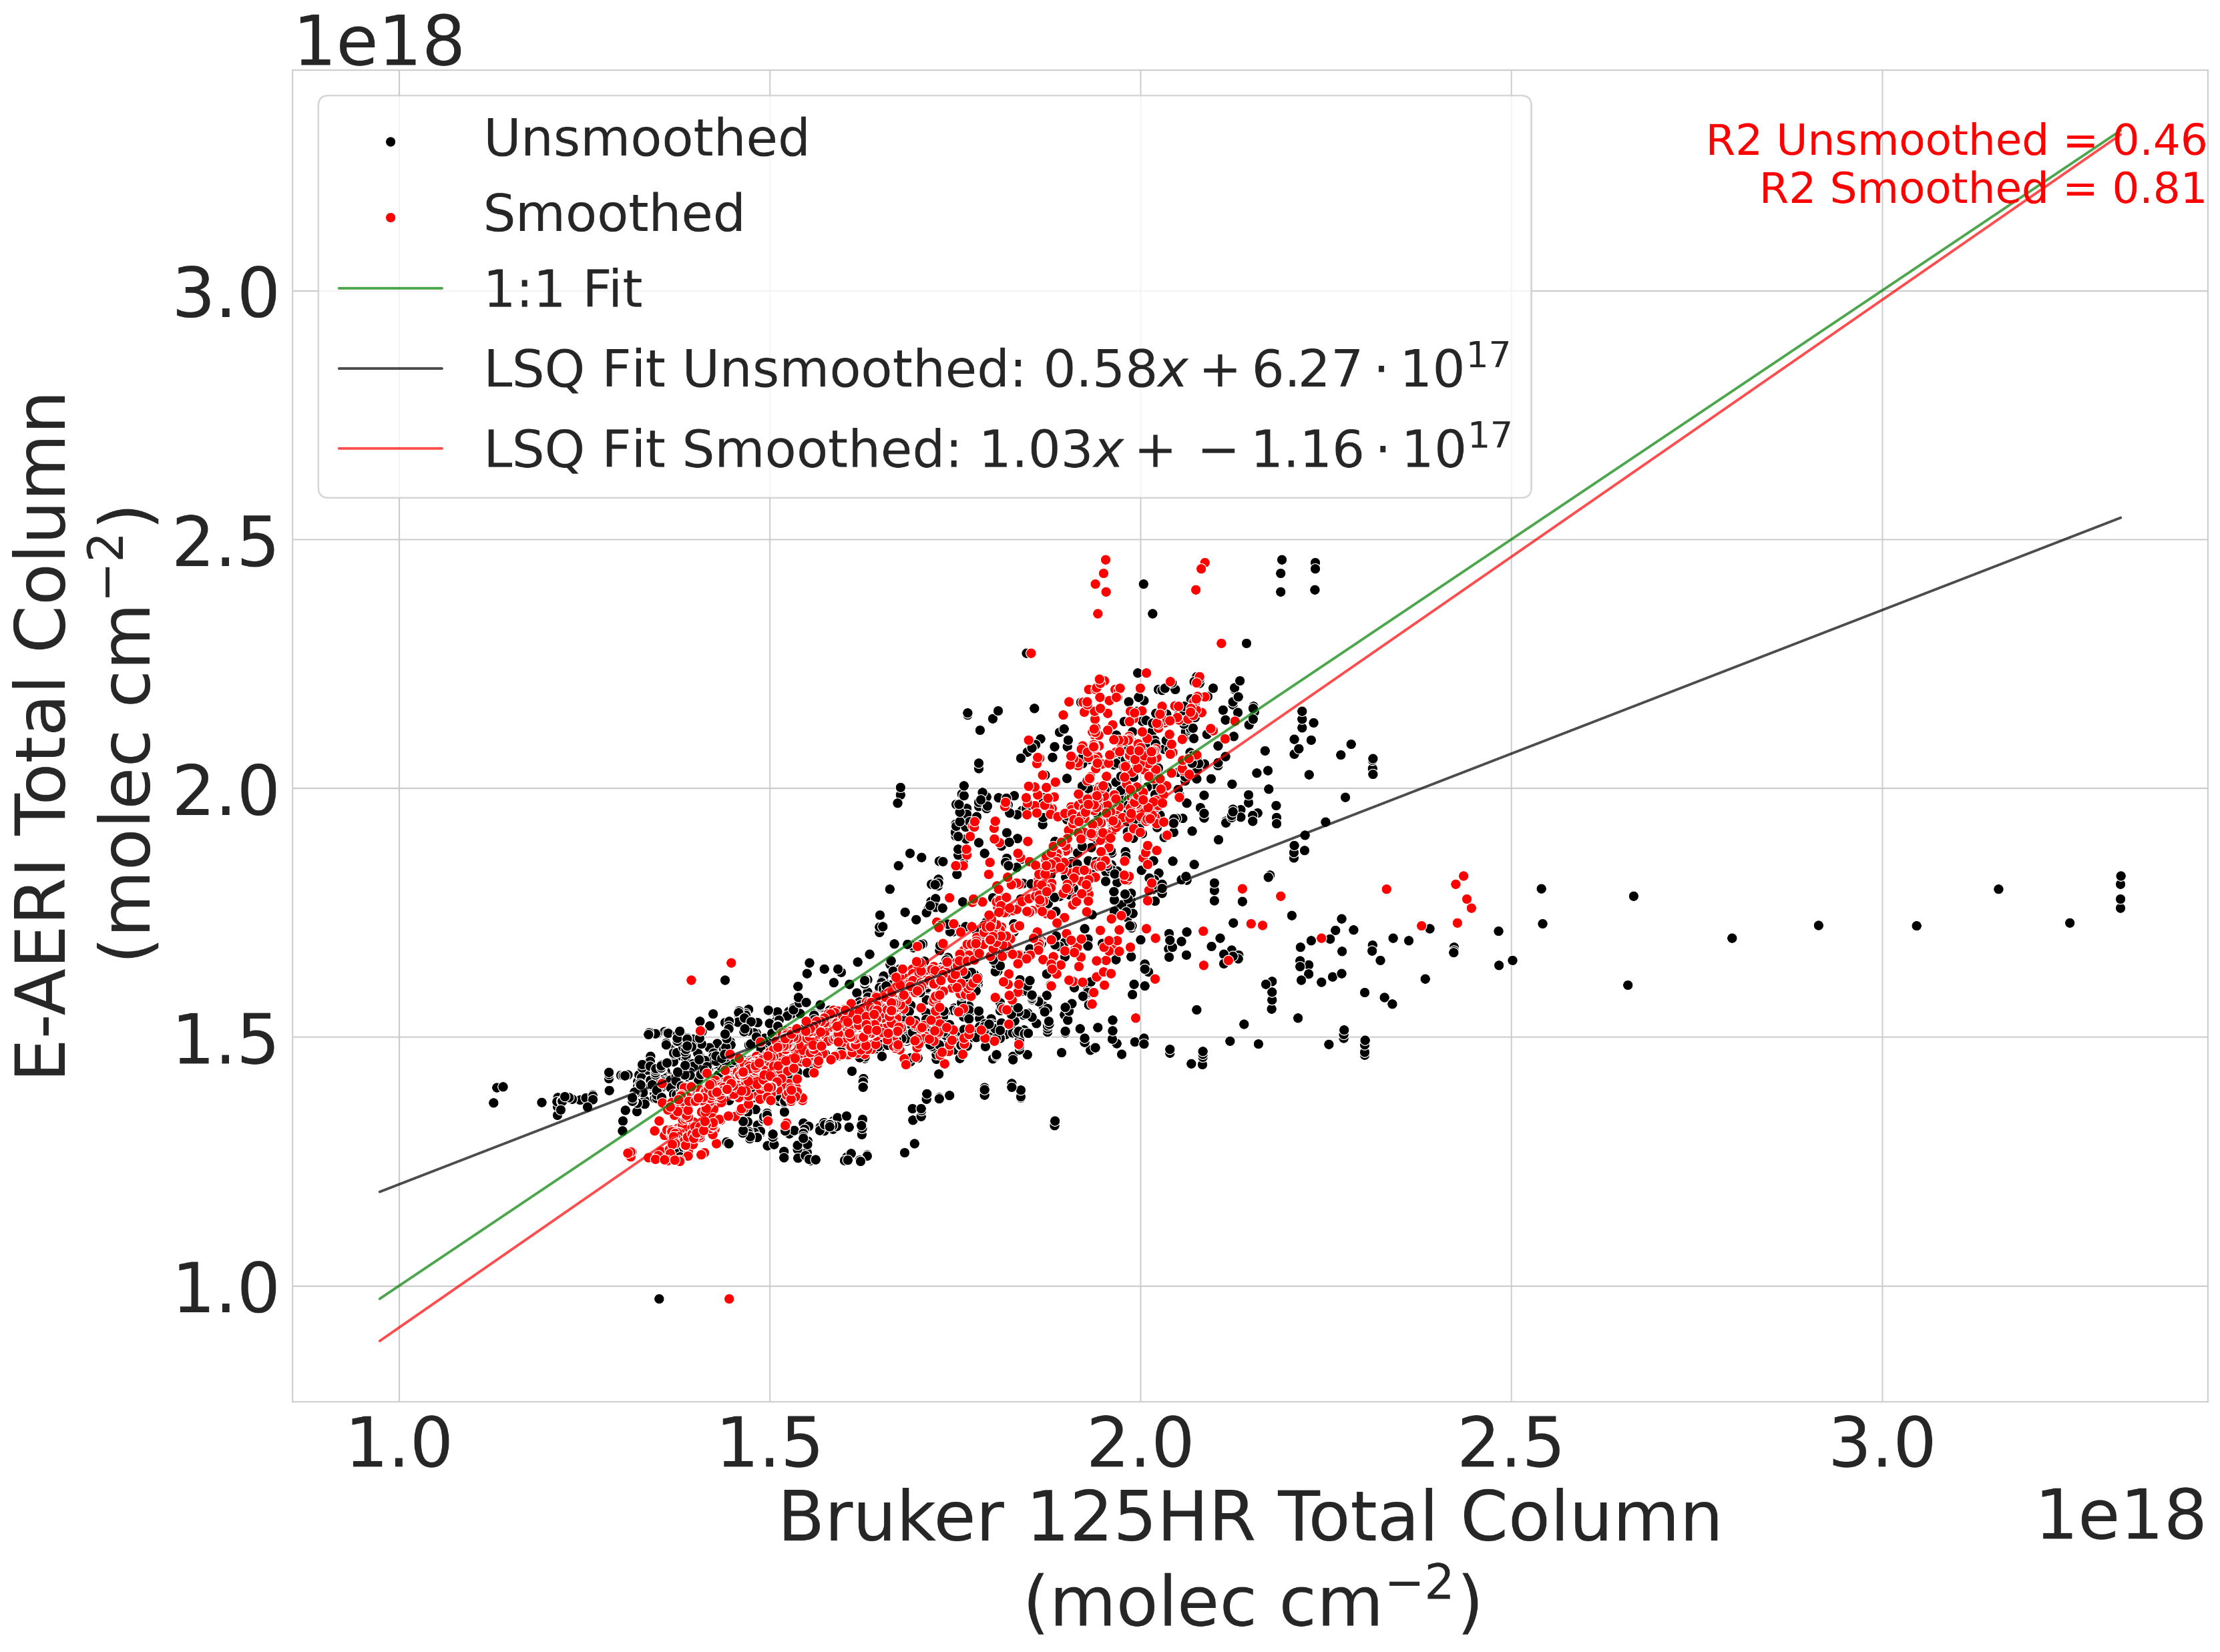 1e18
Unsmoothed
Smoothed
1:1 Fit
LSQ Fit Unsmoothed: 0.58x + 6.27 · 10^17
LSQ Fit Smoothed: 1.03x + − 1.16 · 10^17
R2 Unsmoothed = 0.46
R2 Smoothed = 0.81
3.0
2.5
2.0
1.5
1.0
E-AERI Total Column
(molec cm^−2)
1.0 1.5 2.0 2.5 3.0
Bruker 125HR Total Column
(molec cm^−2)
1e18